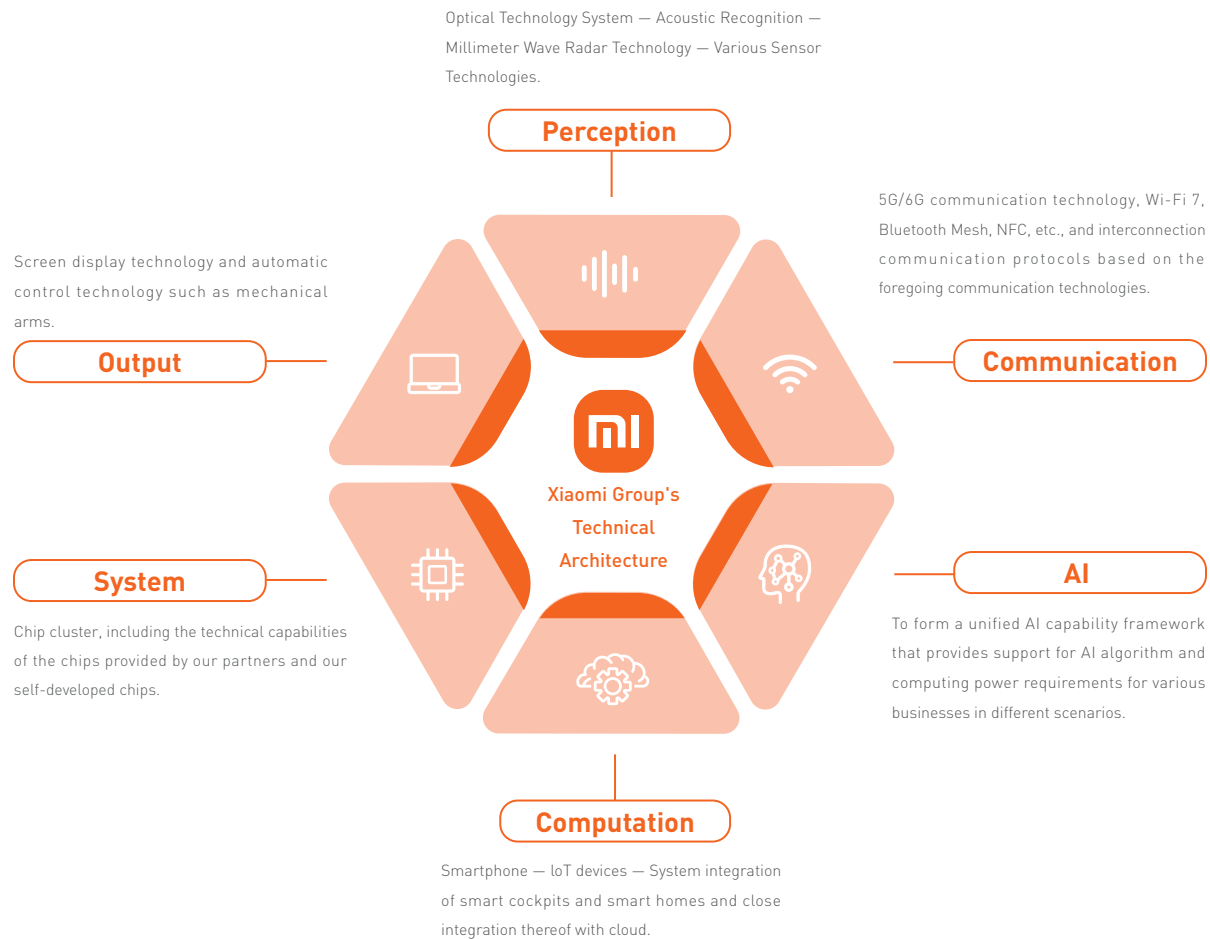 Optical Technology System — Acoustic Recognition —
Millimeter Wave Radar Technology — Various Sensor
Technologies.
Perception
5G/6G communication technology, Wi-Fi 7,
Bluetooth Mesh, NFC, etc., and interconnection
communication protocols based on the
foregoing communication technologies.
Communication
Screen display technology and automatic
control technology such as mechanical
arms.
Output
mi
Xiaomi Group's
Technical
Architecture
System
Chip cluster, including the technical capabilities
of the chips provided by our partners and our
self-developed chips.
AI
To form a unified AI capability framework
that provides support for AI algorithm and
computing power requirements for various
businesses in different scenarios.
Computation
Smartphone — loT devices — System integration
of smart cockpits and smart homes and close
integration thereof with cloud.